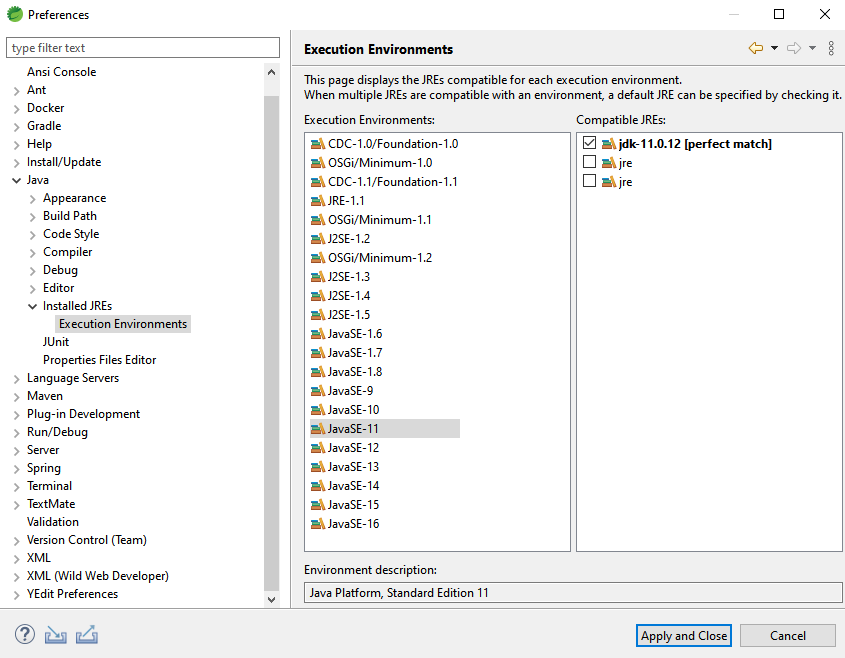 Preferences
type filter text
Ansi Console
Ant
Docker
Gradle
Help
Install/Update
Java
Appearance
Build Path
Code Style
Compiler
Debug
Editor
Installed JREs
Execution Environments
JUnit
Properties Files Editor
Language Servers
Maven
Plug-in Development
Run/Debug
Server
Spring
Terminal
TextMate
Validation
Version Control (Team)
XML
XML (Wild Web Developer)
YEdit Preferences
Execution Environments
This page displays the JREs compatible for each execution environment.
When multiple JREs are compatible with an environment, a default JRE can be specified by checking it.
Execution Environments:
CDC-1.0/Foundation-1.0
OSGi/Minimum-1.0
CDC-1.1/Foundation-1.1
JRE-1.1
OSGi/Minimum-1.1
J2SE-1.2
OSGi/Minimum-1.2
J2SE-1.3
J2SE-1.4
J2SE-1.5
JavaSE-1.6
JavaSE-1.7
JavaSE-1.8
JavaSE-9
JavaSE-10
JavaSE-11
JavaSE-12
JavaSE-13
JavaSE-14
JavaSE-15
JavaSE-16
Compatible JREs:
jdk-11.0.12 [perfect match]
jre
jre
Environment description:
Java Platform, Standard Edition 11
?
Apply and Close
Cancel